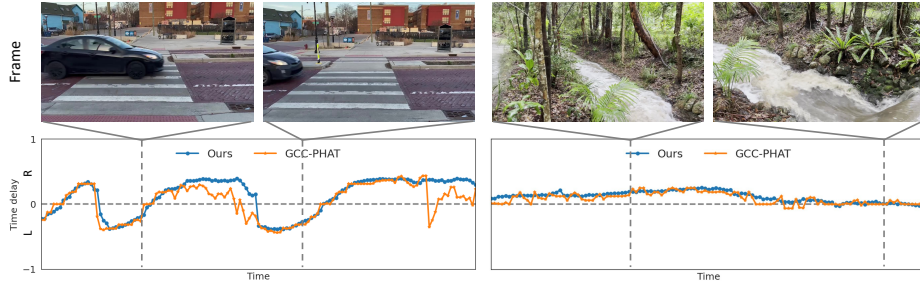 Frame
Ours GCC-PHAT
Ours GCC-PHAT
Time delay
L R
1
0
−1
Time
Time